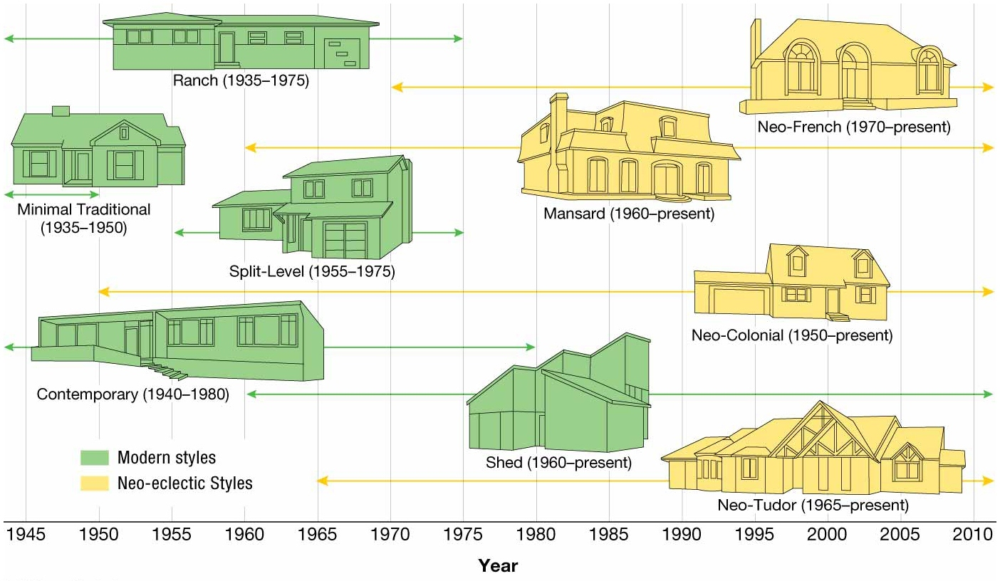 Ranch (1935–1975)
Neo-French (1970–present)
Minimal Traditional
(1935–1950)
Mansard (1960–present)
Split-Level (1955–1975)
Neo-Colonial (1950–present)
Contemporary (1940–1980)
Shed (1960–present)
Modern styles
Neo-eclectic Styles
Neo-Tudor (1965–present)
1945 1950 1955 1960 1965 1970 1975 1980 1985 1990 1995 2000 2005 2010
Year